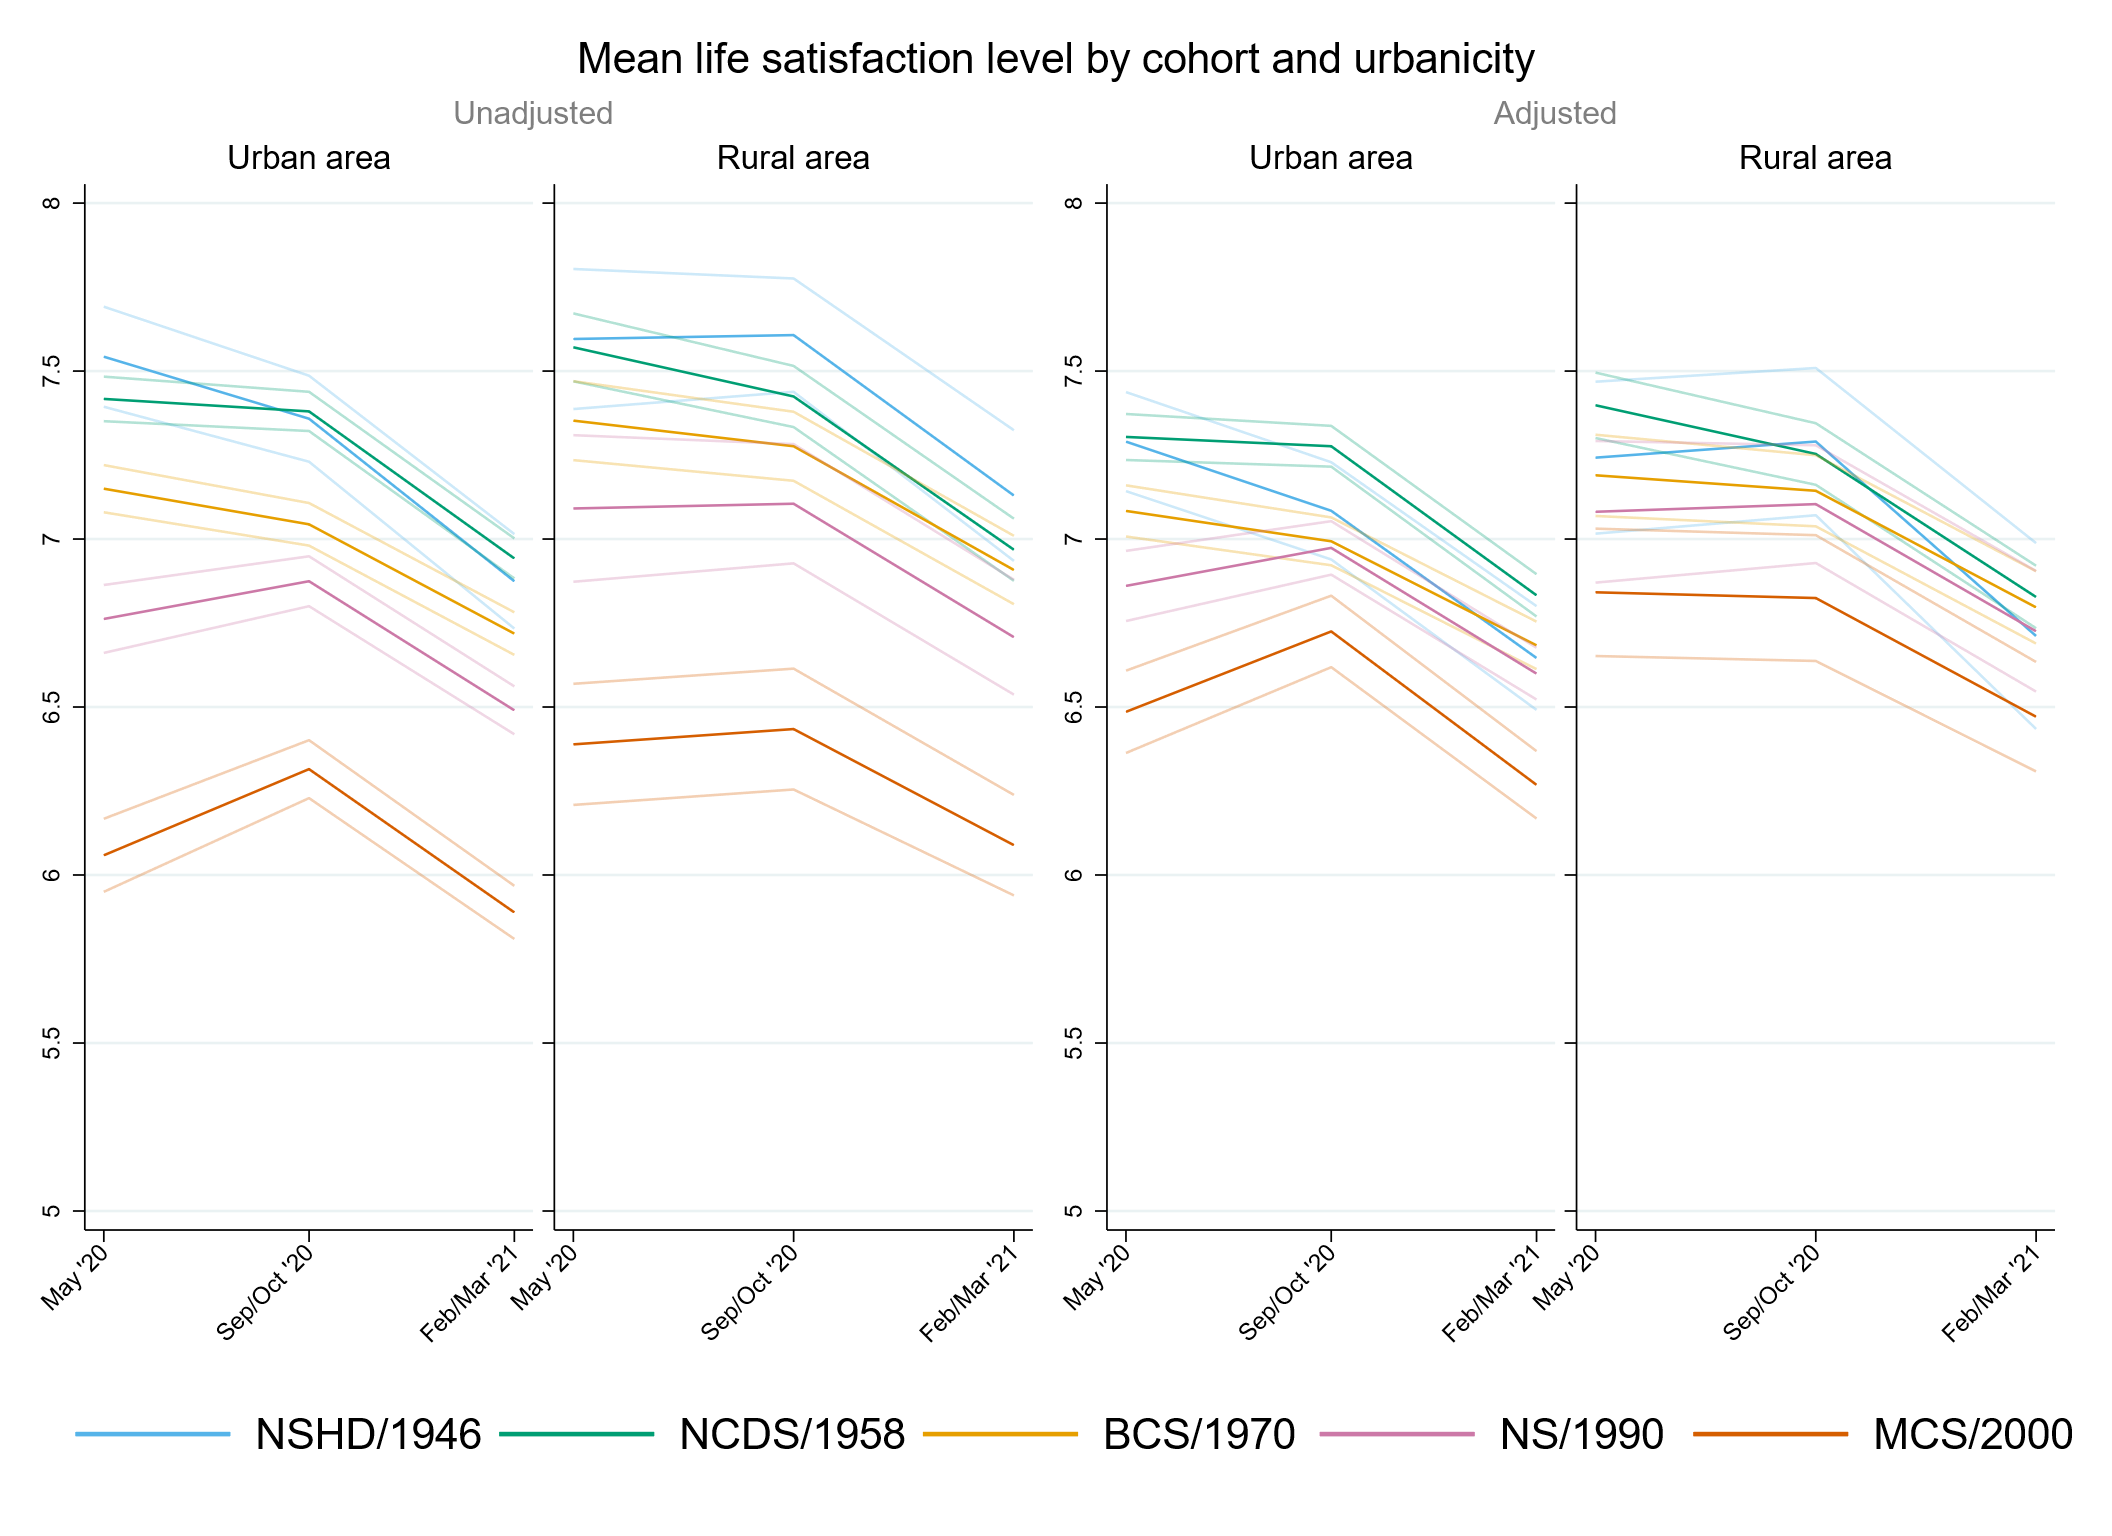 Mean life satisfaction level by cohort and urbanicity
Unadjusted
Adjusted
Urban area
Rural area
Urban area
Rural area
8
7.5
7
6.5
6
5.5
5
8
7.5
7
6.5
6
5.5
5
May '20
Sep/Oct '20
Feb/Mar '21
May '20
Sep/Oct '20
Feb/Mar '21
May '20
Sep/Oct '20
Feb/Mar '21
May '20
Sep/Oct '20
Feb/Mar '21
NSHD/1946
NCDS/1958
BCS/1970
NS/1990
MCS/2000